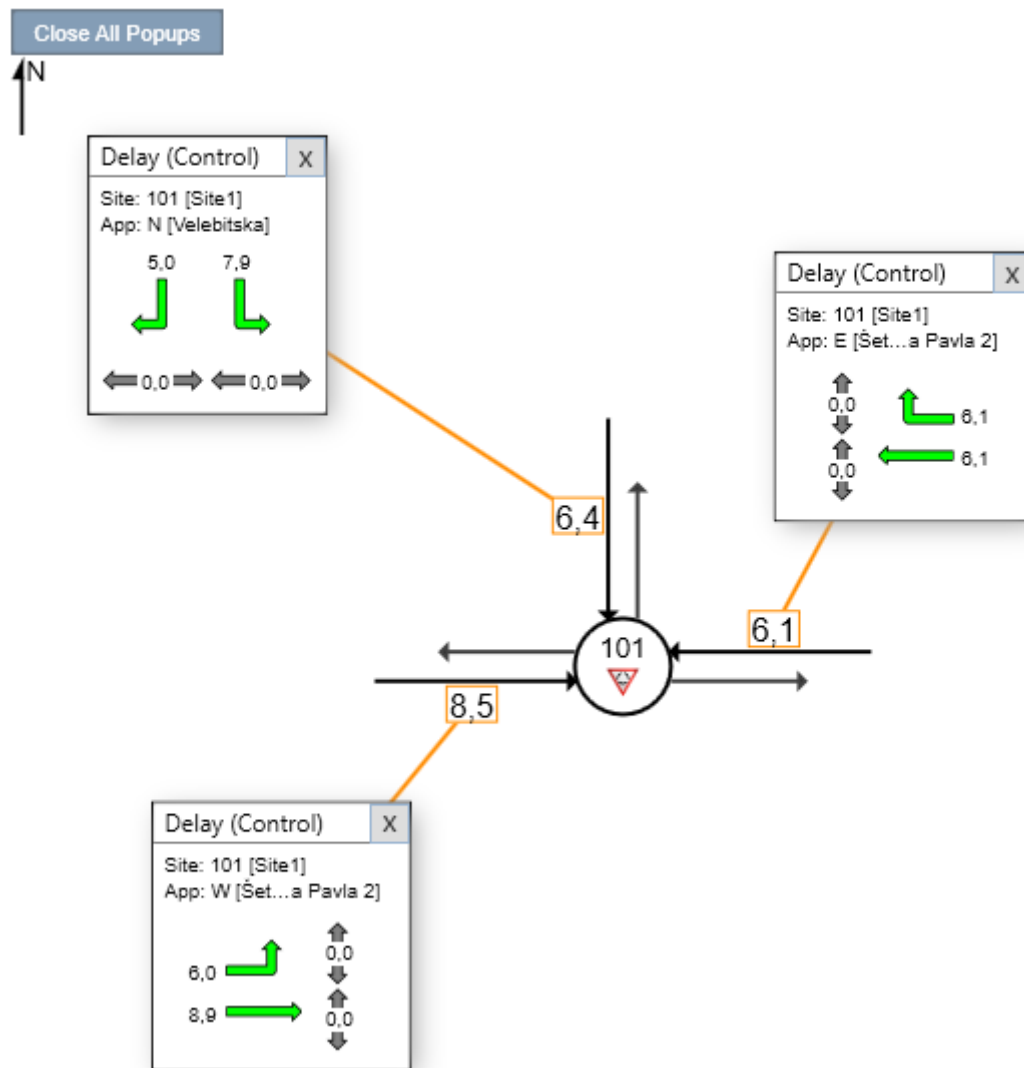 Close All Popups
N
Delay (Control) X
Site: 101 [Site1]
App: N [Velebitska]
5,0 7,9
0,0 0,0
Delay (Control) X
Site: 101 [Site1]
App: E [Šet...a Pavla 2]
0,0 6,1
0,0 6,1
6,4
6,1
101
8,5
Delay (Control) X
Site: 101 [Site1]
App: W [Šet...a Pavla 2]
6,0 0,0
8,9 0,0